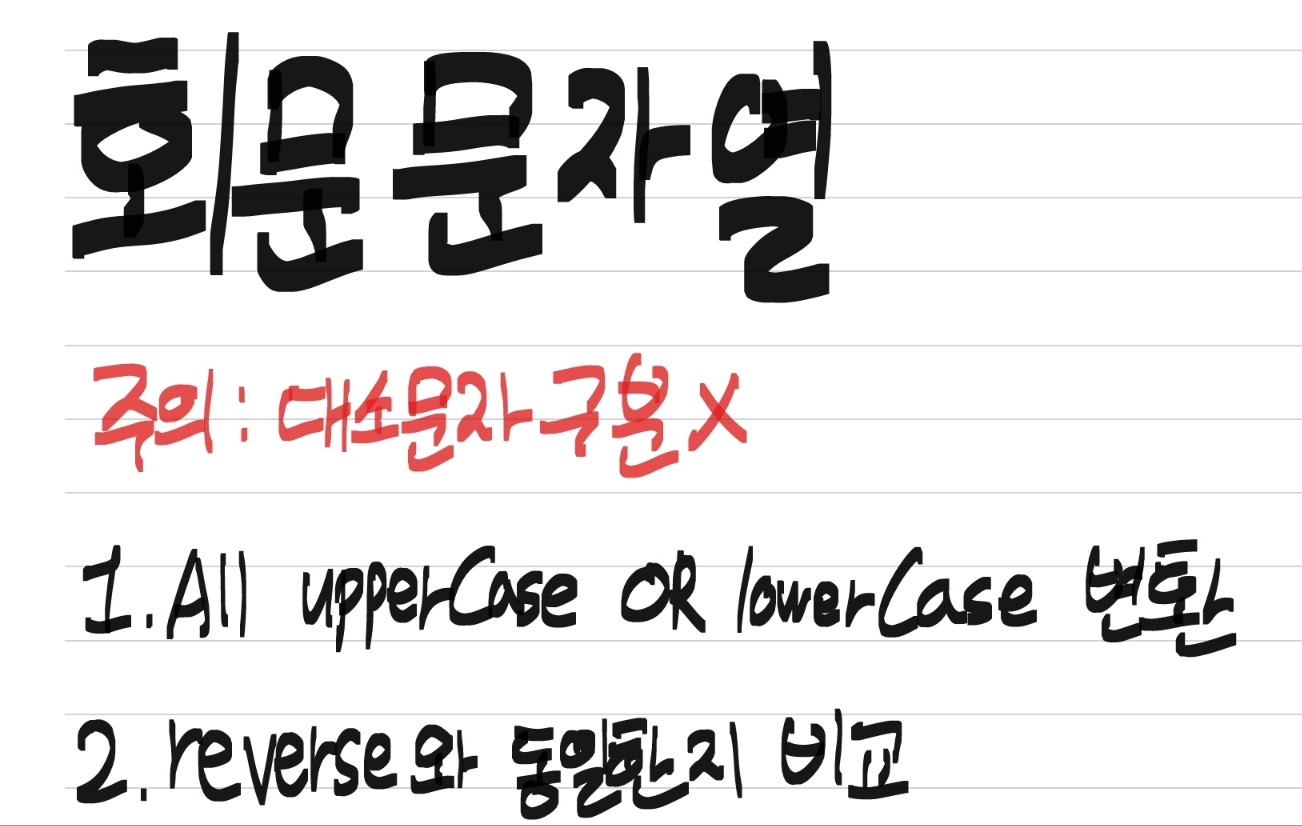 회문문자열
주의 : 대소문자 구분 X
1. All upperCase OR lowerCase 변환
2. reverse와 동일한지 비교